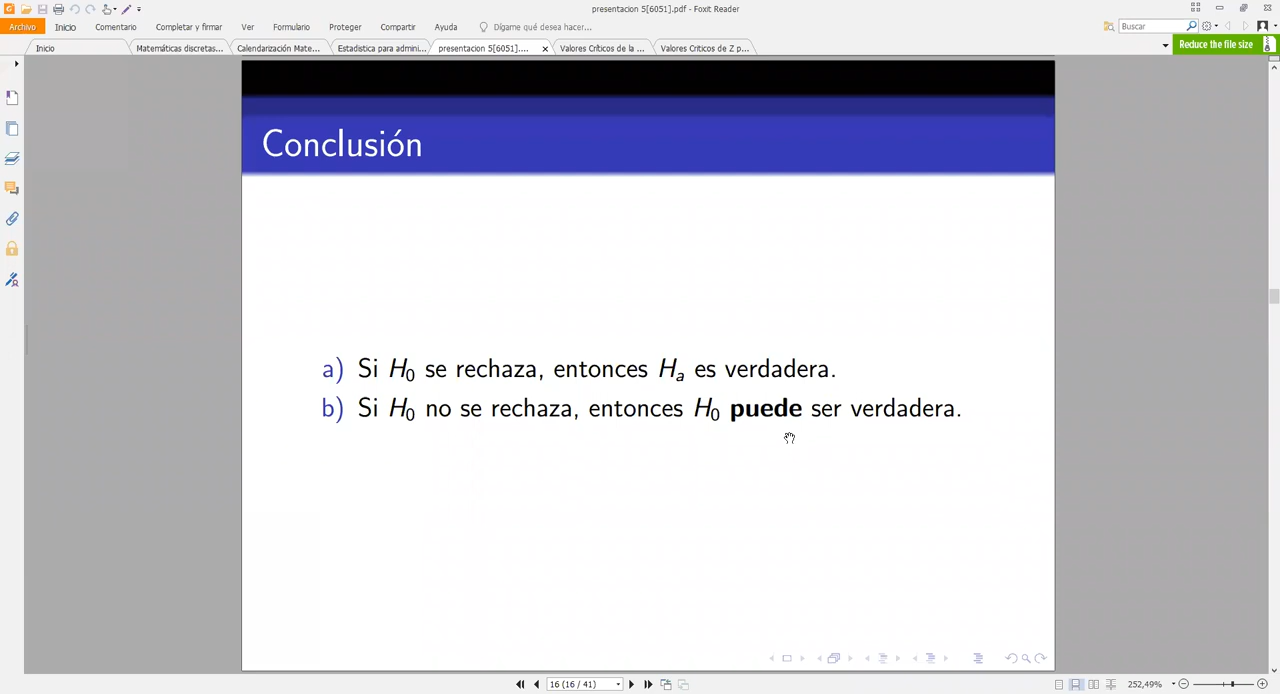 presentacion 5[6051].pdf - Foxit Reader
Archivo Inicio Comentario Completar y firmar Ver Formulario Proteger Compartir Ayuda Dígame qué desea hacer... Buscar
Inicio Matemáticas discretas... Calendarización Mate... Estadistica para admini... presentacion 5[6051].... Valores Críticos de la ... Valores Criticos de Z p... Reduce the file size
Conclusión
a) Si H₀ se rechaza, entonces Hₐ es verdadera.
b) Si H₀ no se rechaza, entonces H₀ puede ser verdadera.
16 (16 / 41) 252,49%